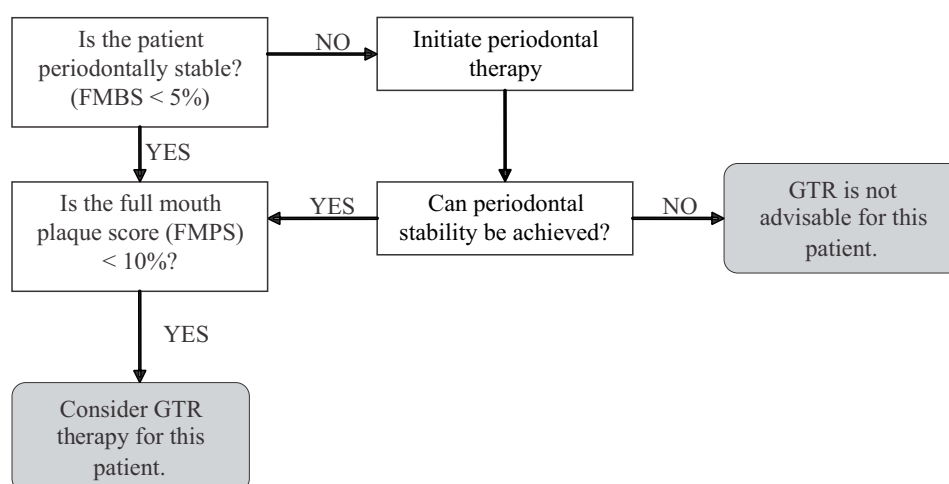 Is the patient
periodontally stable?
(FMBS < 5%)
NO
Initiate periodontal
therapy
YES
Is the full mouth
plaque score (FMPS)
< 10%?
YES
Can periodontal
stability be achieved?
NO
GTR is not
advisable for this
patient.
YES
Consider GTR
therapy for this
patient.